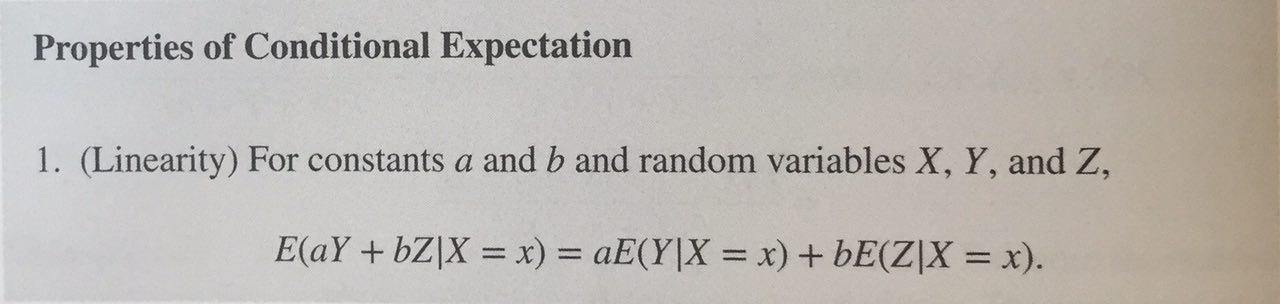 Properties of Conditional Expectation
1. (Linearity) For constants a and b and random variables X, Y, and Z,
E(aY + bZ|X = x) = aE(Y|X = x) + bE(Z|X = x).